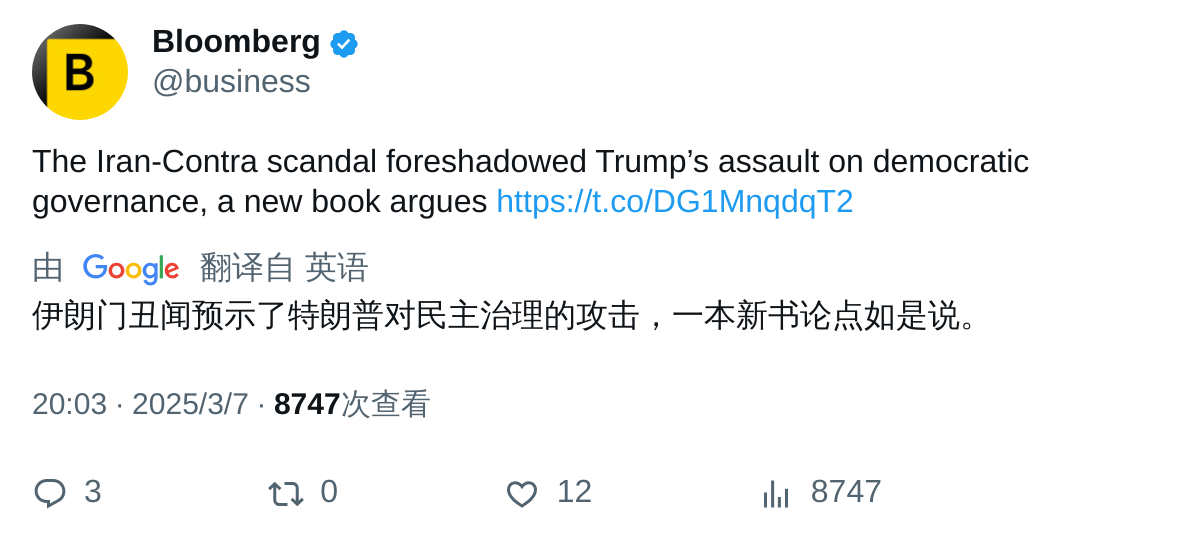 B
Bloomberg
@business
The Iran-Contra scandal foreshadowed Trump’s assault on democratic
governance, a new book argues https://t.co/DG1MnqdqT2
由 Google 翻译自 英语
伊朗门丑闻预示了特朗普对民主治理的攻击，一本新书论点如是说。
20:03 · 2025/3/7 · 8747次查看
3 0 12 8747